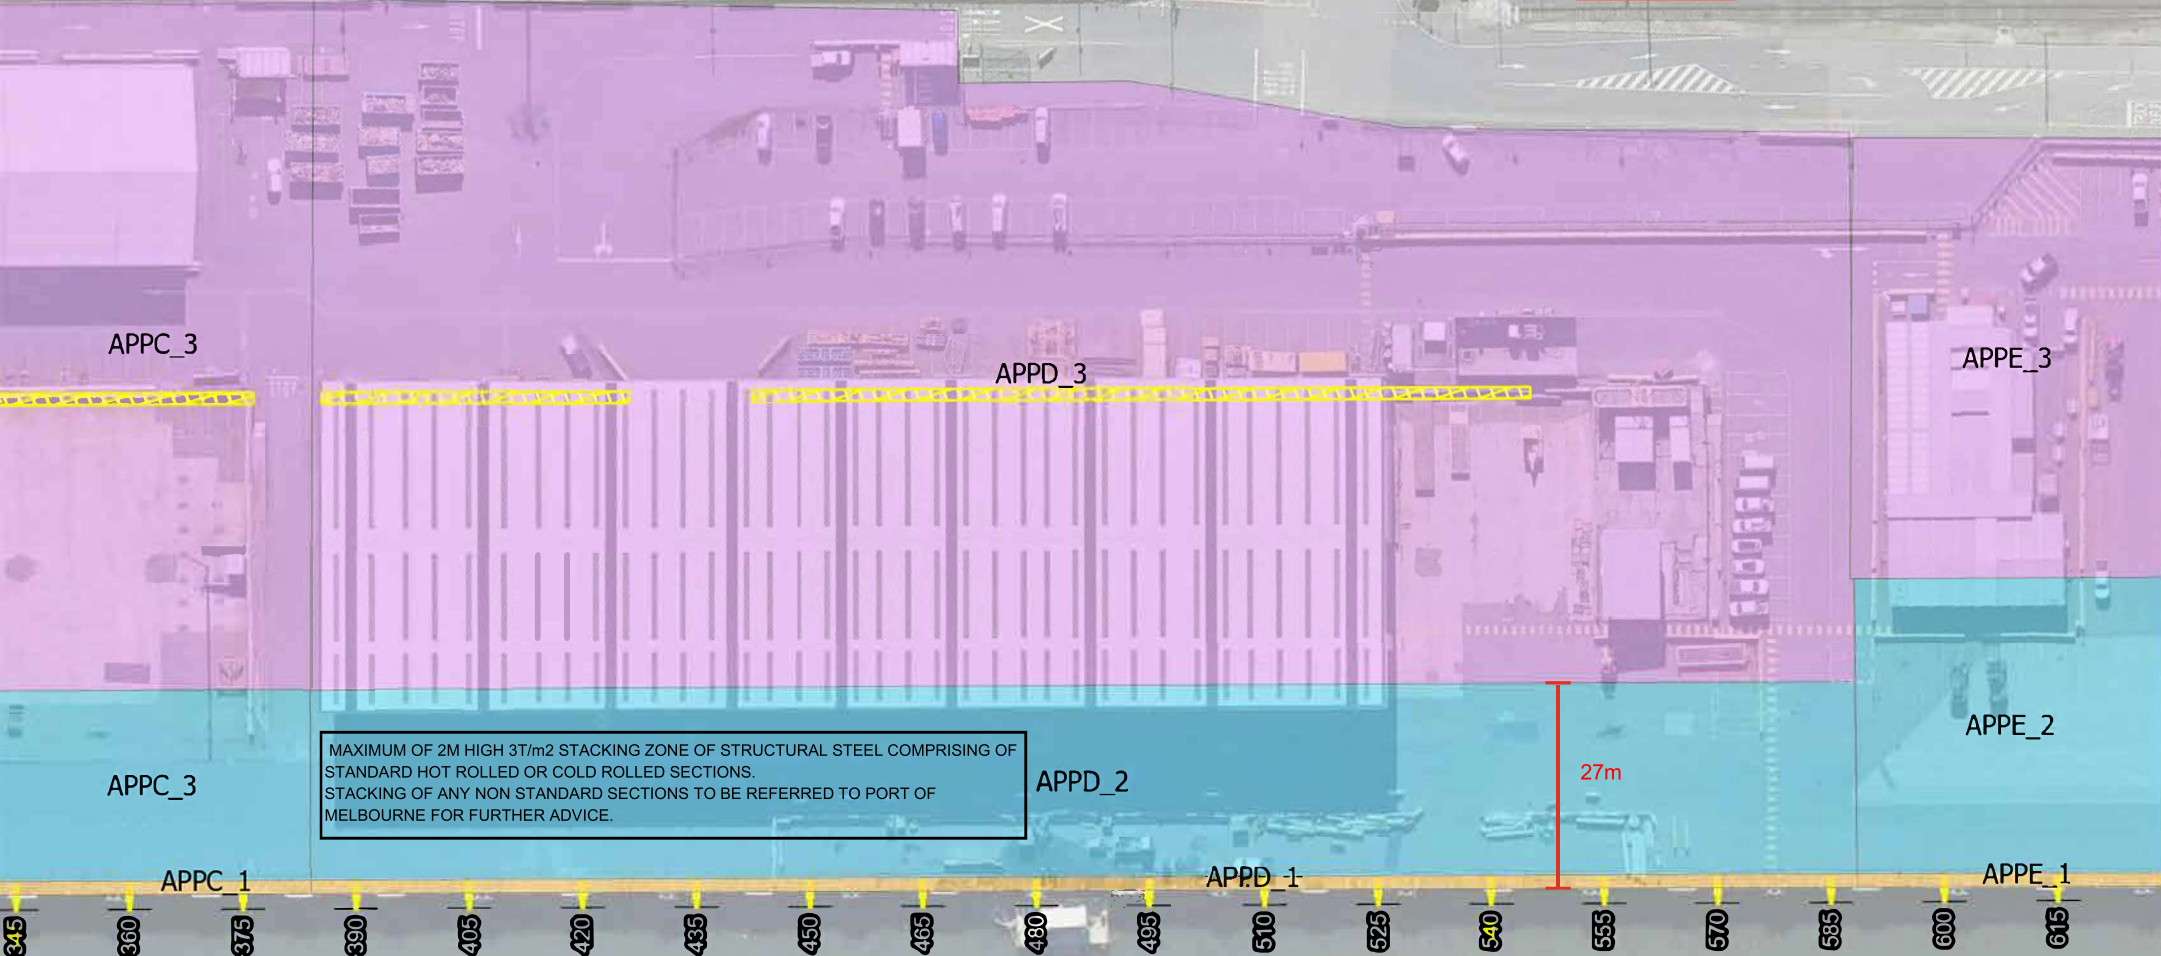 APPC_3
APPD_3
APPE_3
APPE_2
MAXIMUM OF 2M HIGH 3T/m2 STACKING ZONE OF STRUCTURAL STEEL COMPRISING OF
STANDARD HOT ROLLED OR COLD ROLLED SECTIONS.
STACKING OF ANY NON STANDARD SECTIONS TO BE REFERRED TO PORT OF
MELBOURNE FOR FURTHER ADVICE.
APPC_3
APPD_2
27m
APPC_1
APPD_1
APPE_1
345
360
375
390
405
420
435
450
465
480
495
510
525
540
555
570
585
600
615